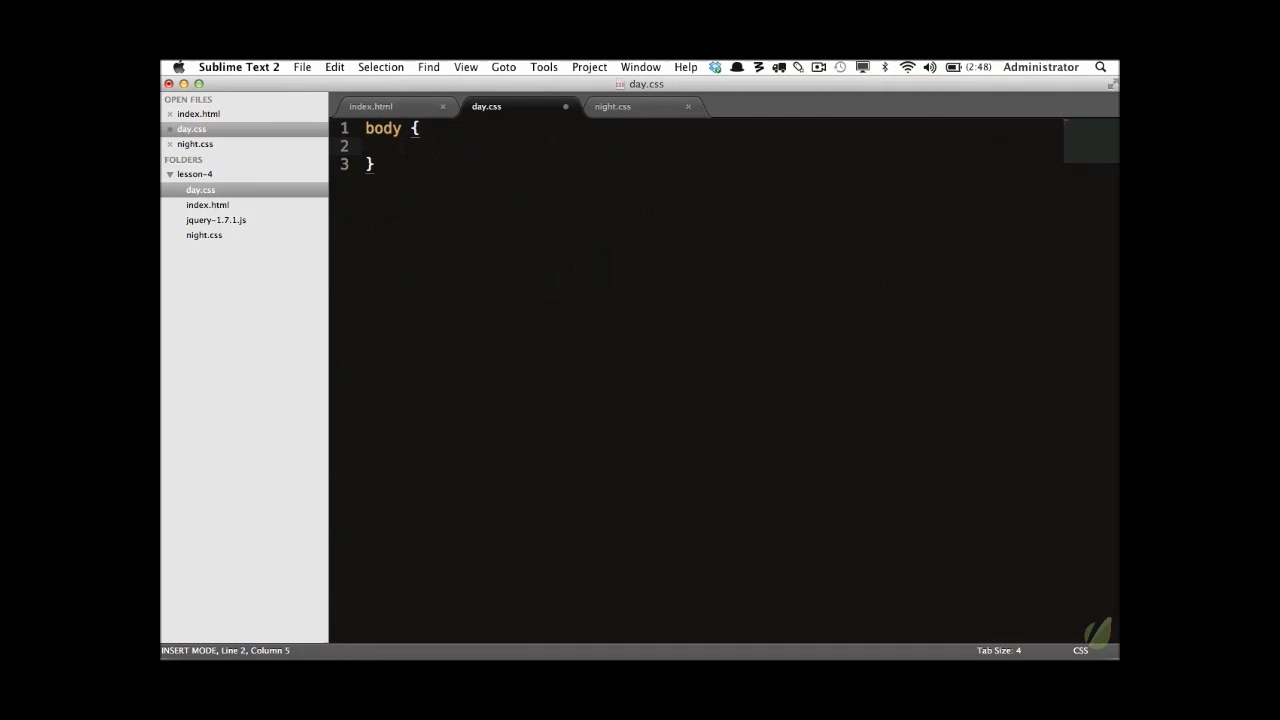 Sublime Text 2 File Edit Selection Find View Goto Tools Project Window Help (2:48) Administrator
day.css
OPEN FILES
index.html
day.css
night.css
FOLDERS
lesson-4
day.css
index.html
jquery-1.7.1.js
night.css
index.html day.css night.css
1 body {
2
3 }
INSERT MODE, Line 2, Column 5 Tab Size: 4 CSS